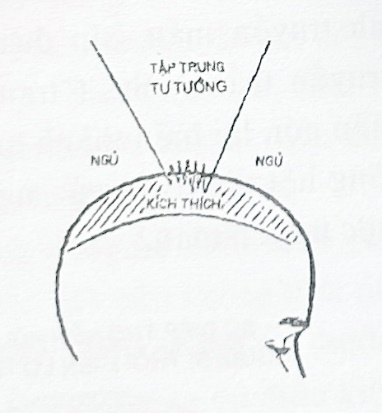 TẬP TRUNG
TƯ TƯỞNG
NGỦ
NGỦ
KÍCH THÍCH